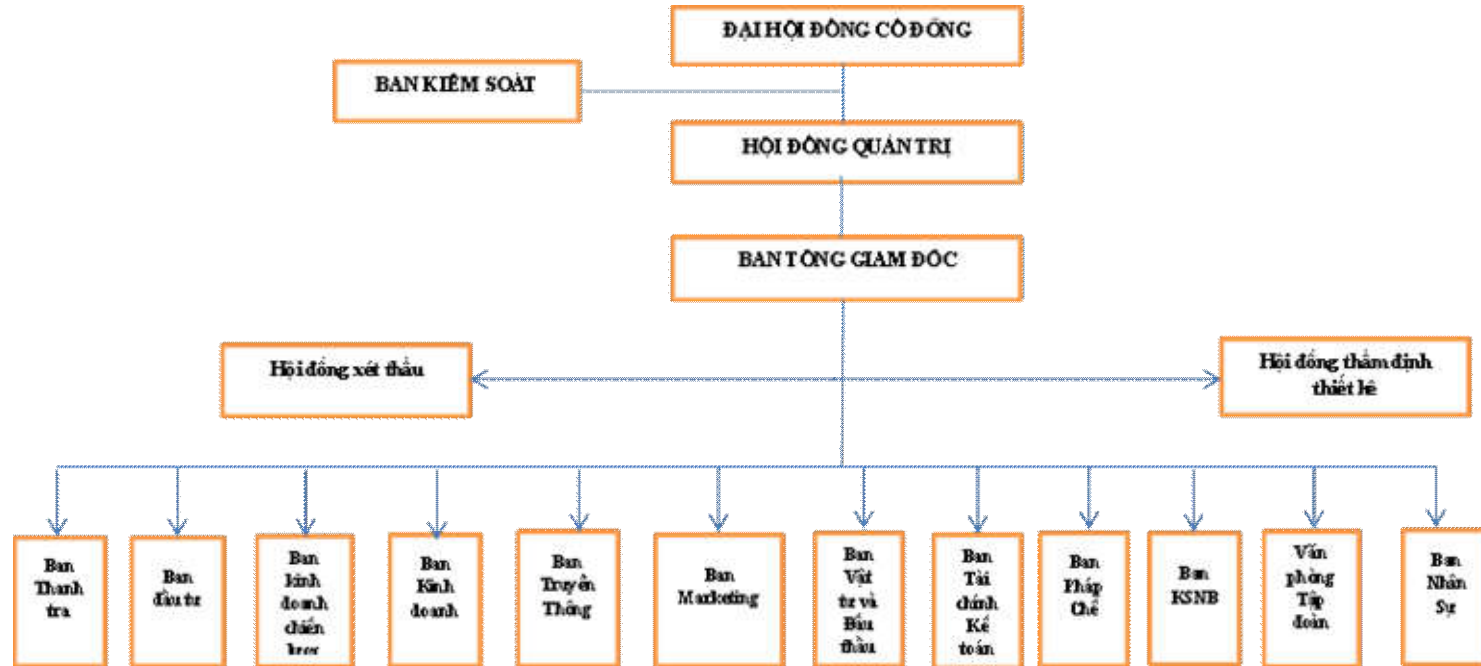 ĐẠI HỘI ĐỒNG CỔ ĐÔNG
BAN KIỂM SOÁT
HỘI ĐỒNG QUẢN TRỊ
BAN TỔNG GIÁM ĐỐC
Hội đồng xét thầu
Hội đồng thẩm định
thiết kế
Ban
Thanh
tra
Ban
đầu tư
Ban
kinh
doanh
chiến
lược
Ban
Kinh
doanh
Ban
Truyền
Thông
Ban
Marketing
Ban
Vật
tư và
Đấu
thầu
Ban
Tài
chính
Kế
toán
Ban
Pháp
Chế
Ban
KSNB
Văn
phòng
Tập
đoàn
Ban
Nhân
Sự